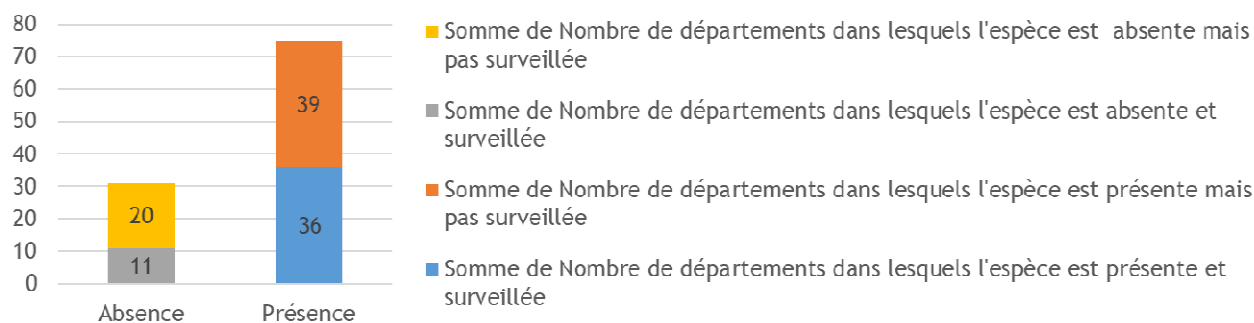 80
70
60
50
40
30
20
10
0
39
20
36
11
Absence
Présence
Somme de Nombre de départements dans lesquels l'espèce est  absente mais
pas surveillée
Somme de Nombre de départements dans lesquels l'espèce est absente et
surveillée
Somme de Nombre de départements dans lesquels l'espèce est présente mais
pas surveillée
Somme de Nombre de départements dans lesquels l'espèce est présente et
surveillée